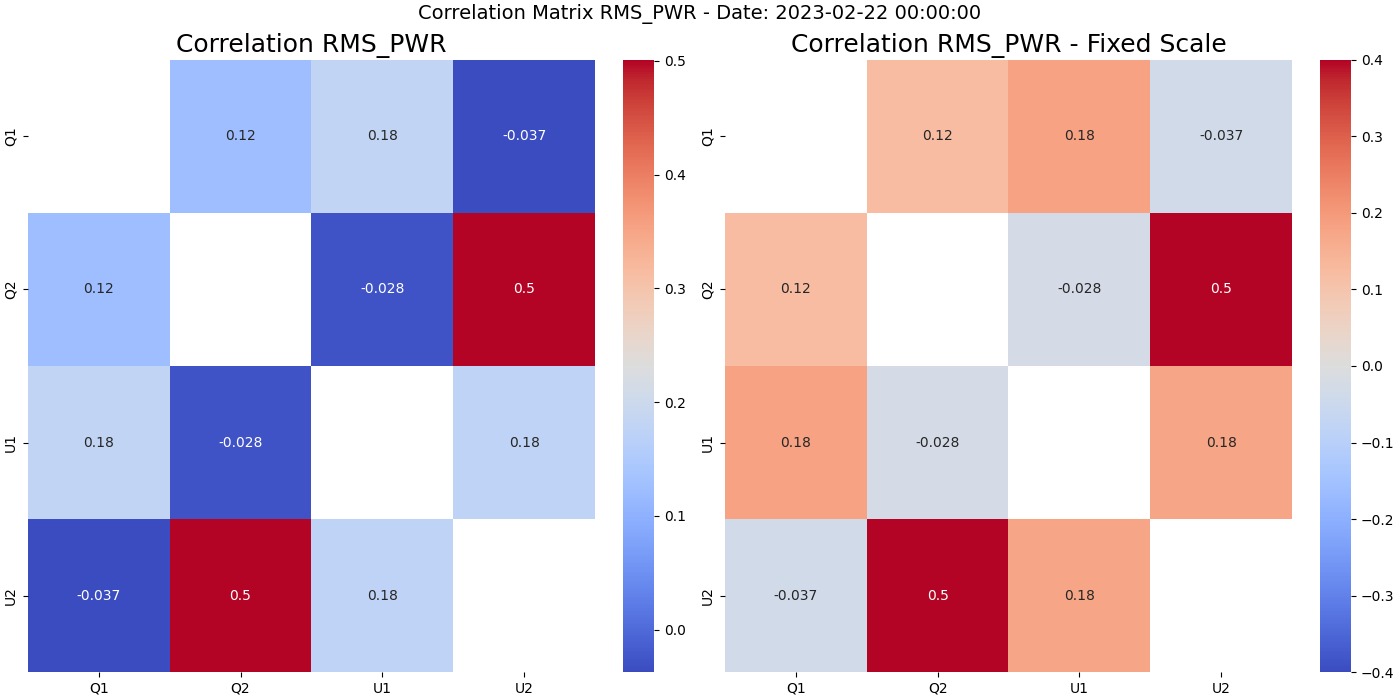 Correlation Matrix RMS_PWR - Date: 2023-02-22 00:00:00
Correlation RMS_PWR
Q1
0.12
0.18
-0.037
Q2
0.12
-0.028
0.5
U1
0.18
-0.028
0.18
U2
-0.037
0.5
0.18
Q1
Q2
U1
U2
0.5
0.4
0.3
0.2
0.1
0.0
Correlation RMS_PWR - Fixed Scale
Q1
0.12
0.18
-0.037
Q2
0.12
-0.028
0.5
U1
0.18
-0.028
0.18
U2
-0.037
0.5
0.18
Q1
Q2
U1
U2
0.4
0.3
0.2
0.1
0.0
−0.1
−0.2
−0.3
−0.4